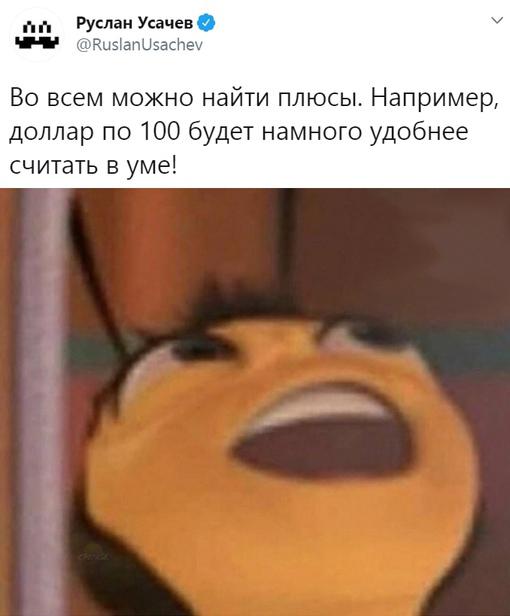 Руслан Усачев
@RuslanUsachev
Во всем можно найти плюсы. Например,
доллар по 100 будет намного удобнее
считать в уме!